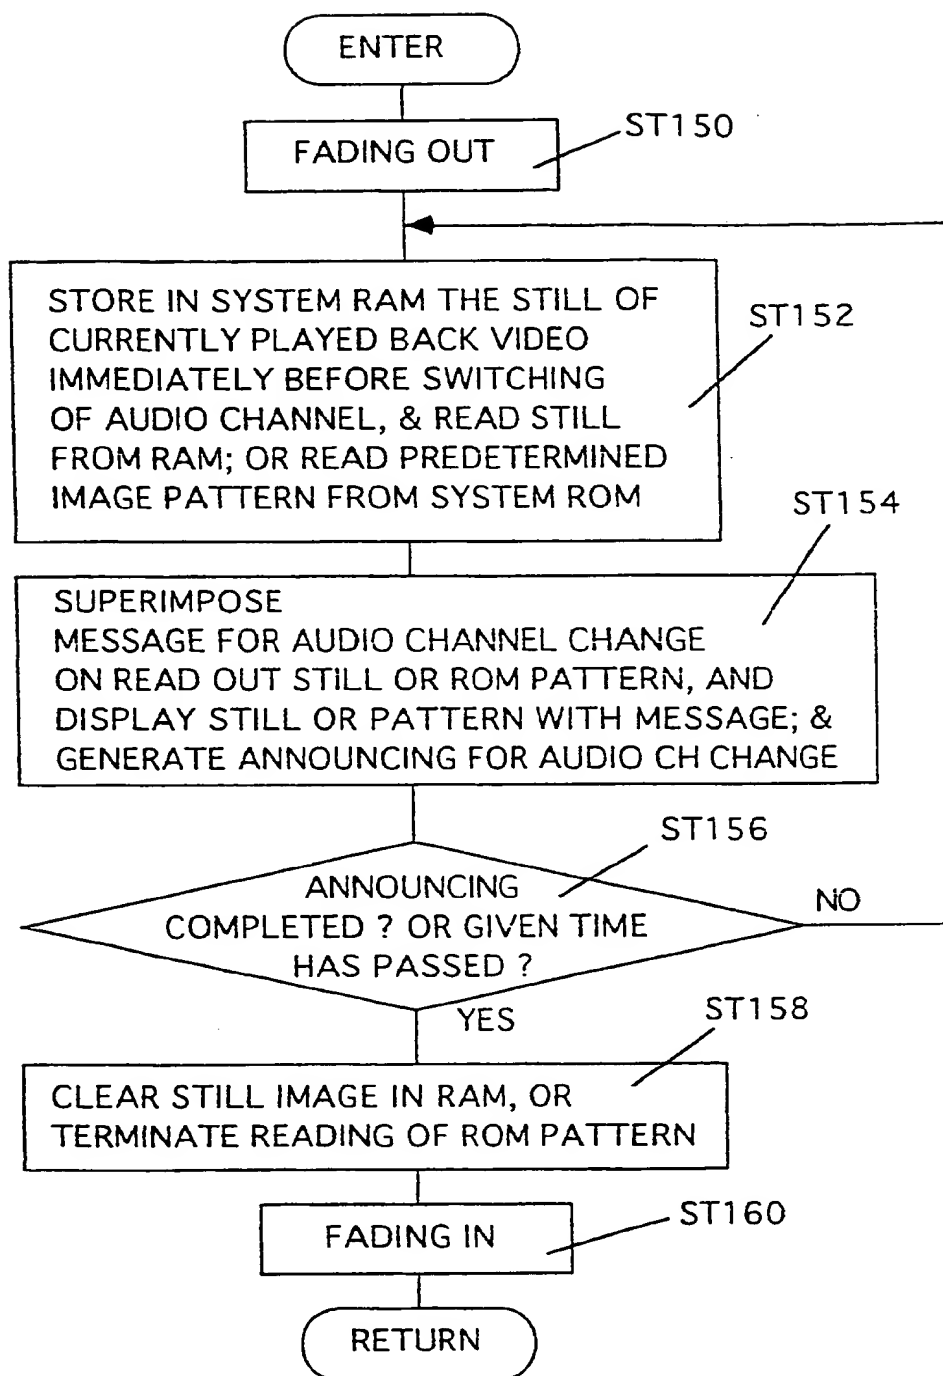 ENTER
FADING OUT
ST150
STORE IN SYSTEM RAM THE STILL OF
CURRENTLY PLAYED BACK VIDEO
IMMEDIATELY BEFORE SWITCHING
OF AUDIO CHANNEL, & READ STILL
FROM RAM; OR READ PREDETERMINED
IMAGE PATTERN FROM SYSTEM ROM
ST152
SUPERIMPOSE
MESSAGE FOR AUDIO CHANNEL CHANGE
ON READ OUT STILL OR ROM PATTERN, AND
DISPLAY STILL OR PATTERN WITH MESSAGE; &
GENERATE ANNOUNCING FOR AUDIO CH CHANGE
ST154
ANNOUNCING
COMPLETED ? OR GIVEN TIME
HAS PASSED ?
ST156
NO
YES
CLEAR STILL IMAGE IN RAM, OR
TERMINATE READING OF ROM PATTERN
ST158
FADING IN
ST160
RETURN